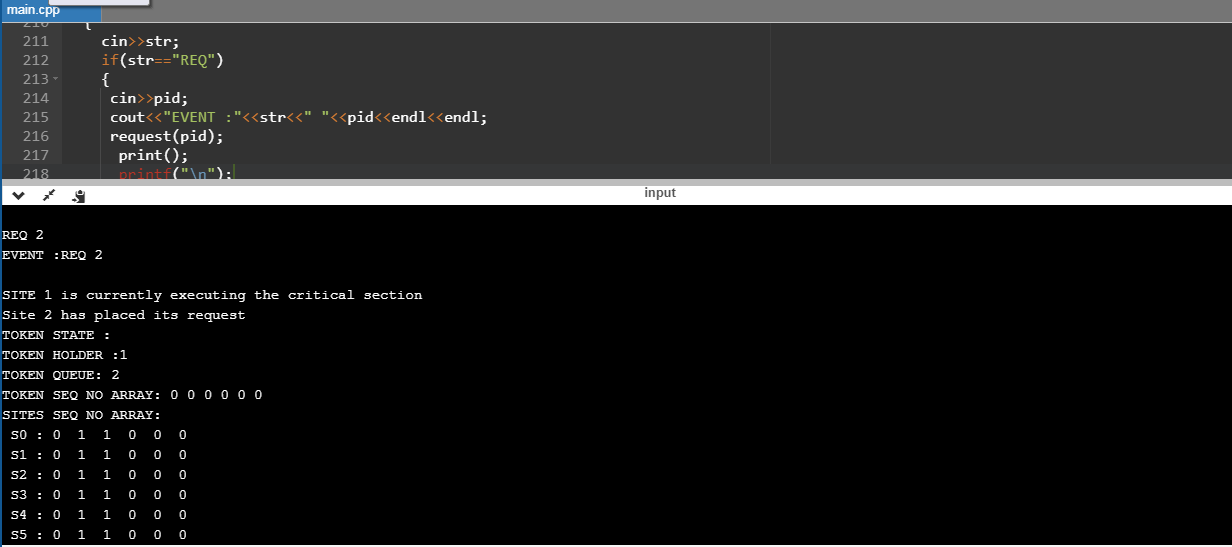 main.cpp
210 {
211 cin>>str;
212 if(str=="REQ")
213 {
214 cin>>pid;
215 cout<<"EVENT :"<<str<<" "<<pid<<endl<<endl;
216 request(pid);
217 print();
218 printf("\n");
input
REQ 2
EVENT :REQ 2
SITE 1 is currently executing the critical section
Site 2 has placed its request
TOKEN STATE :
TOKEN HOLDER :1
TOKEN QUEUE: 2
TOKEN SEQ NO ARRAY: 0 0 0 0 0 0
SITES SEQ NO ARRAY:
S0 : 0 1 1 0 0 0
S1 : 0 1 1 0 0 0
S2 : 0 1 1 0 0 0
S3 : 0 1 1 0 0 0
S4 : 0 1 1 0 0 0
S5 : 0 1 1 0 0 0